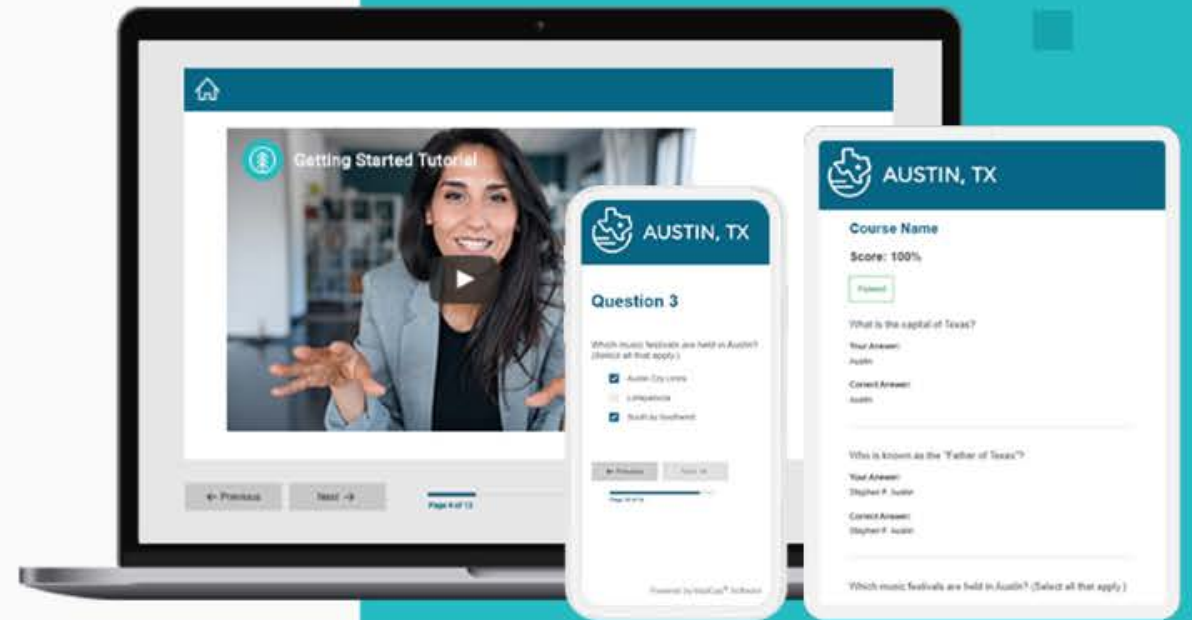 Getting Started Tutorial
← Previous
Next →
Page 4 of 13
AUSTIN, TX
Question 3
Which music festivals are held in Austin?
(Select all that apply.)
Austin City Limits
Lollapalooza
South by Southwest
← Previous
Next →
Powered by
Software
AUSTIN, TX
Course Name
Score: 100%
Passed
What is the capital of Texas?
Your Answer:
Austin
Correct Answer:
Austin
Who is known as the "Father of Texas"?
Your Answer:
Stephen F. Austin
Correct Answer:
Stephen F. Austin
Which music festivals are held in Austin? (Select all that apply.)